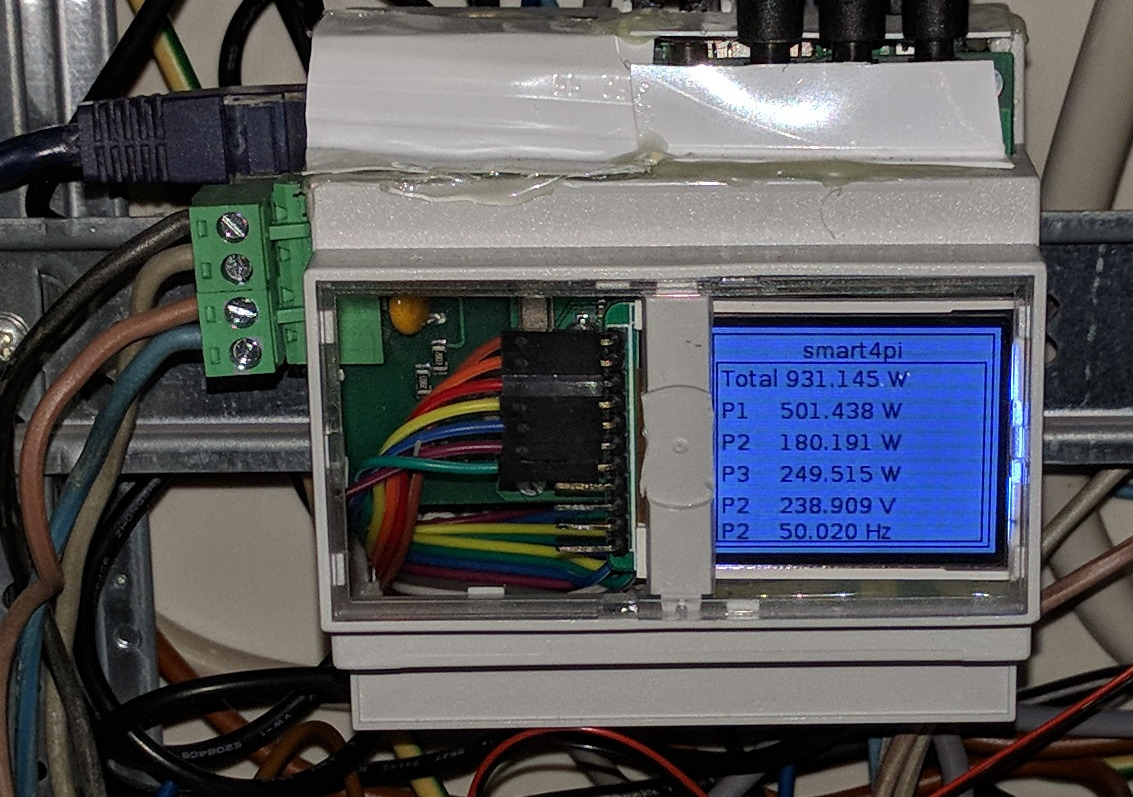 smart4pi
Total 931.145 W
P1 501.438 W
P2 180.191 W
P3 249.515 W
P2 238.909 V
P2 50.020 Hz